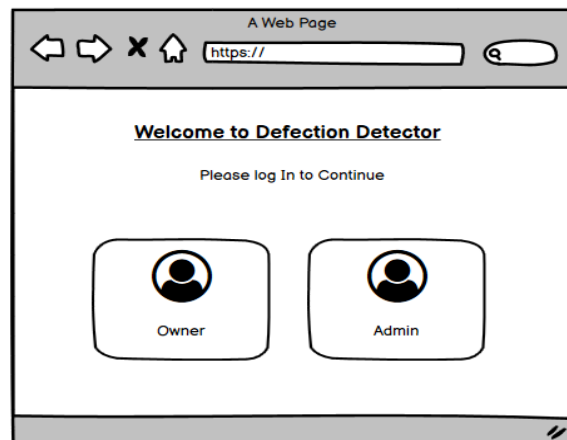 A Web Page
https://
Welcome to Defection Detector
Please log In to Continue
Owner
Admin